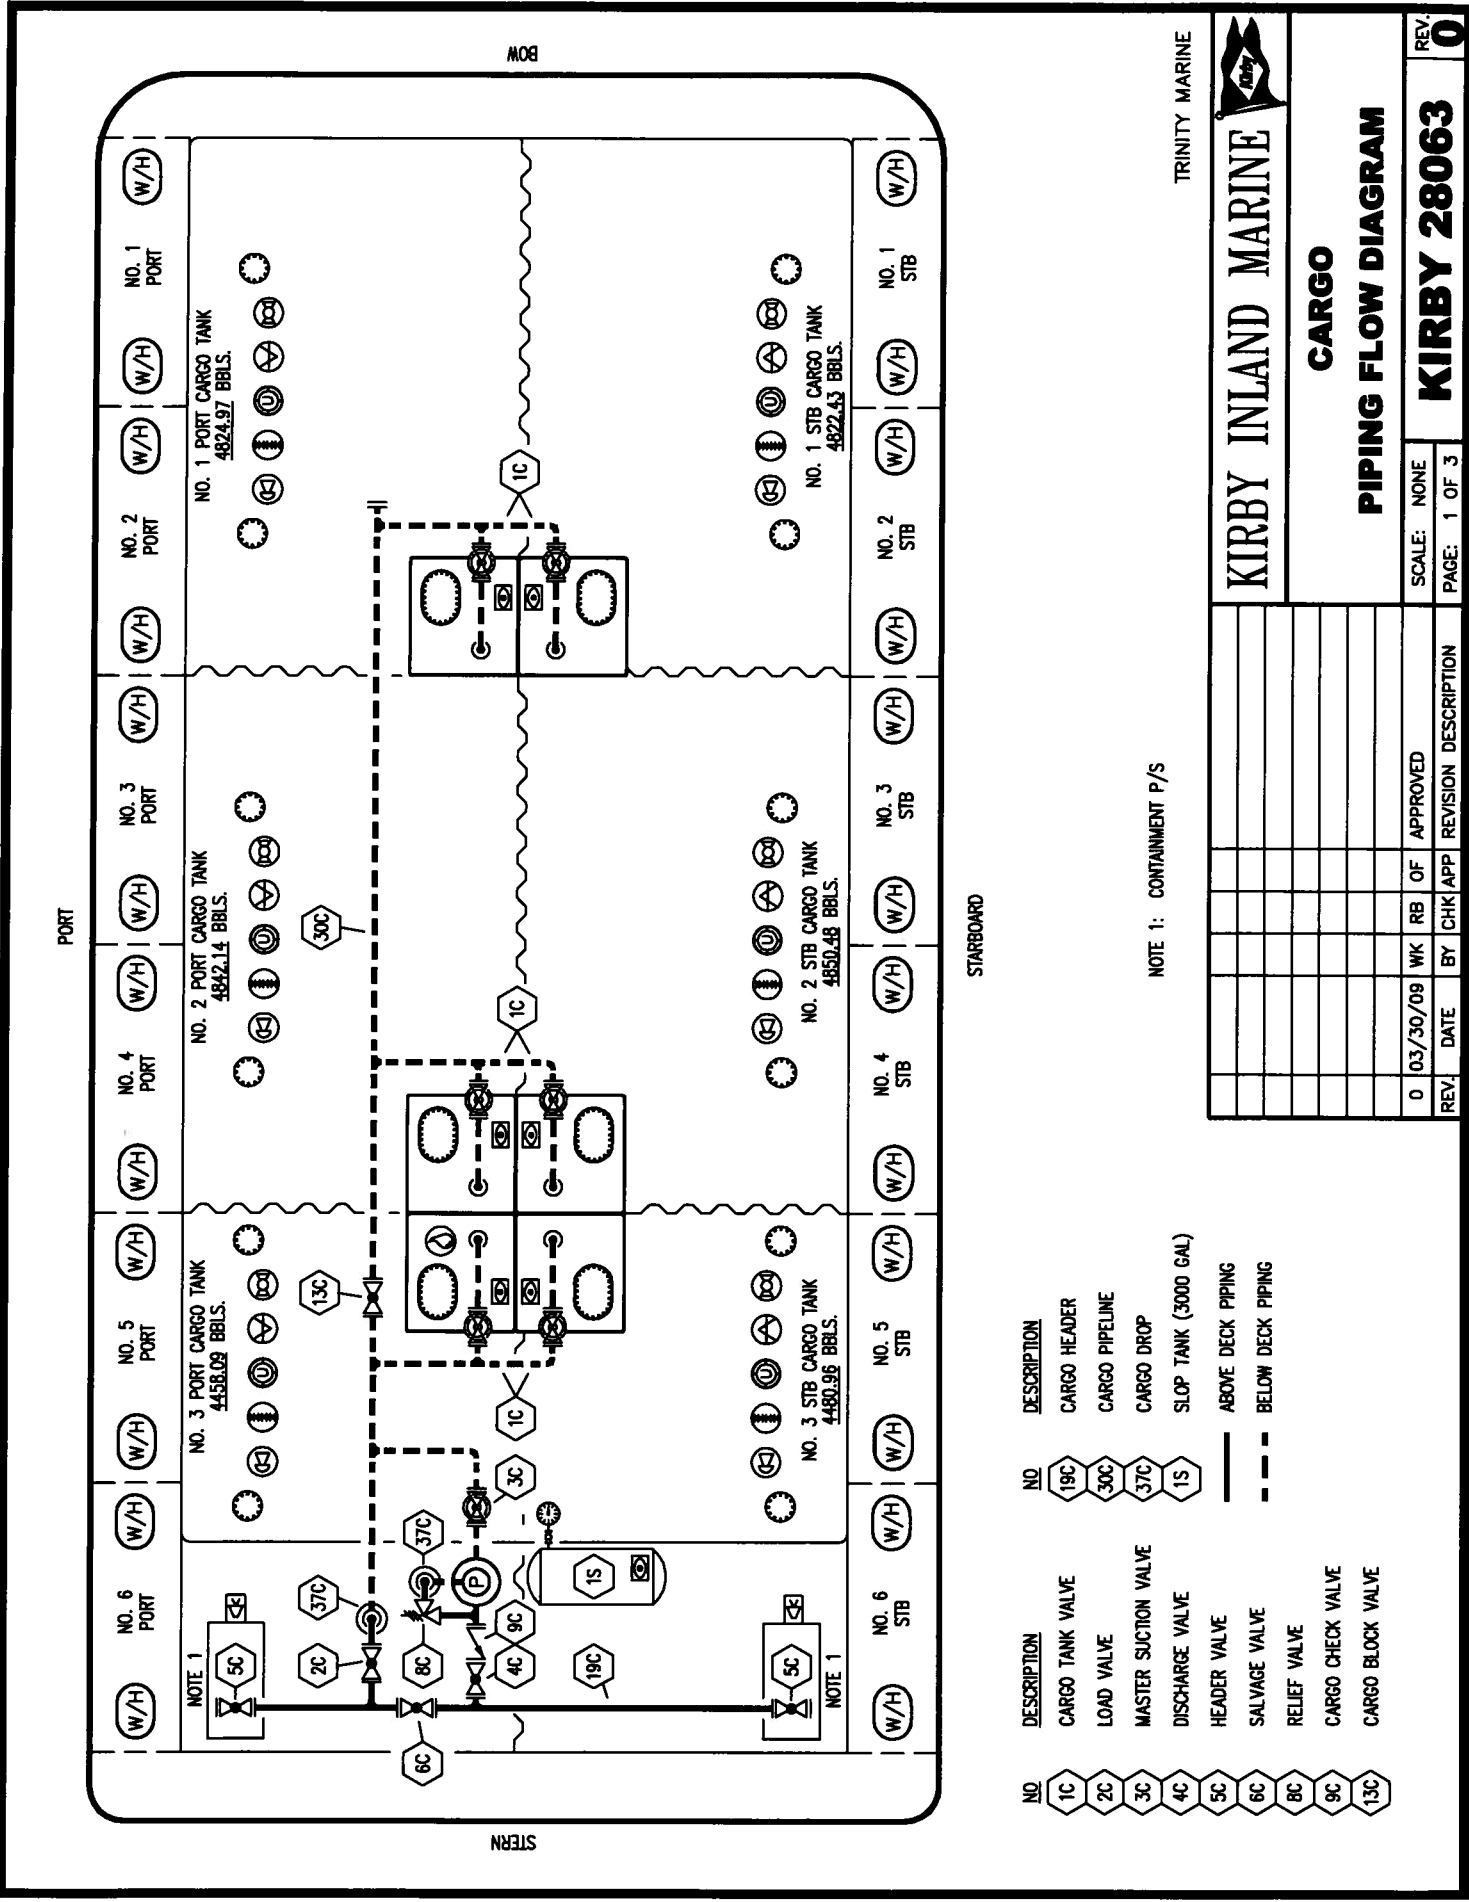 PORT
BOW
STERN
STARBOARD
W/H
NO. 6
PORT
W/H
W/H
NO. 5
PORT
W/H
W/H
NO. 4
PORT
W/H
W/H
NO. 3
PORT
W/H
W/H
NO. 2
PORT
W/H
W/H
NO. 1
PORT
W/H
NOTE 1
5C
NO. 3 PORT CARGO TANK
4458.09 BBLS.
NO. 2 PORT CARGO TANK
4842.14 BBLS.
NO. 1 PORT CARGO TANK
4824.97 BBLS.
U
U
U
2C
37C
13C
30C
6C
8C
37C
P
4C
9C
3C
1C
1C
1C
19C
1S
5C
NOTE 1
U
U
U
NO. 3 STB CARGO TANK
4480.96 BBLS.
NO. 2 STB CARGO TANK
4850.48 BBLS.
NO. 1 STB CARGO TANK
4822.43 BBLS.
W/H
NO. 6
STB
W/H
W/H
NO. 5
STB
W/H
W/H
NO. 4
STB
W/H
W/H
NO. 3
STB
W/H
W/H
NO. 2
STB
W/H
W/H
NO. 1
STB
W/H
NO DESCRIPTION
1C CARGO TANK VALVE
2C LOAD VALVE
3C MASTER SUCTION VALVE
4C DISCHARGE VALVE
5C HEADER VALVE
6C SALVAGE VALVE
8C RELIEF VALVE
9C CARGO CHECK VALVE
13C CARGO BLOCK VALVE
NO DESCRIPTION
19C CARGO HEADER
30C CARGO PIPELINE
37C CARGO DROP
1S SLOP TANK (3000 GAL)
ABOVE DECK PIPING
BELOW DECK PIPING
NOTE 1: CONTAINMENT P/S
TRINITY MARINE
0 03/30/09 WK RB OF APPROVED
REV. DATE BY CHK APP REVISION DESCRIPTION
KIRBY INLAND MARINE
Kirby
CARGO
PIPING FLOW DIAGRAM
SCALE: NONE
PAGE: 1 OF 3
KIRBY 28063
REV.
0